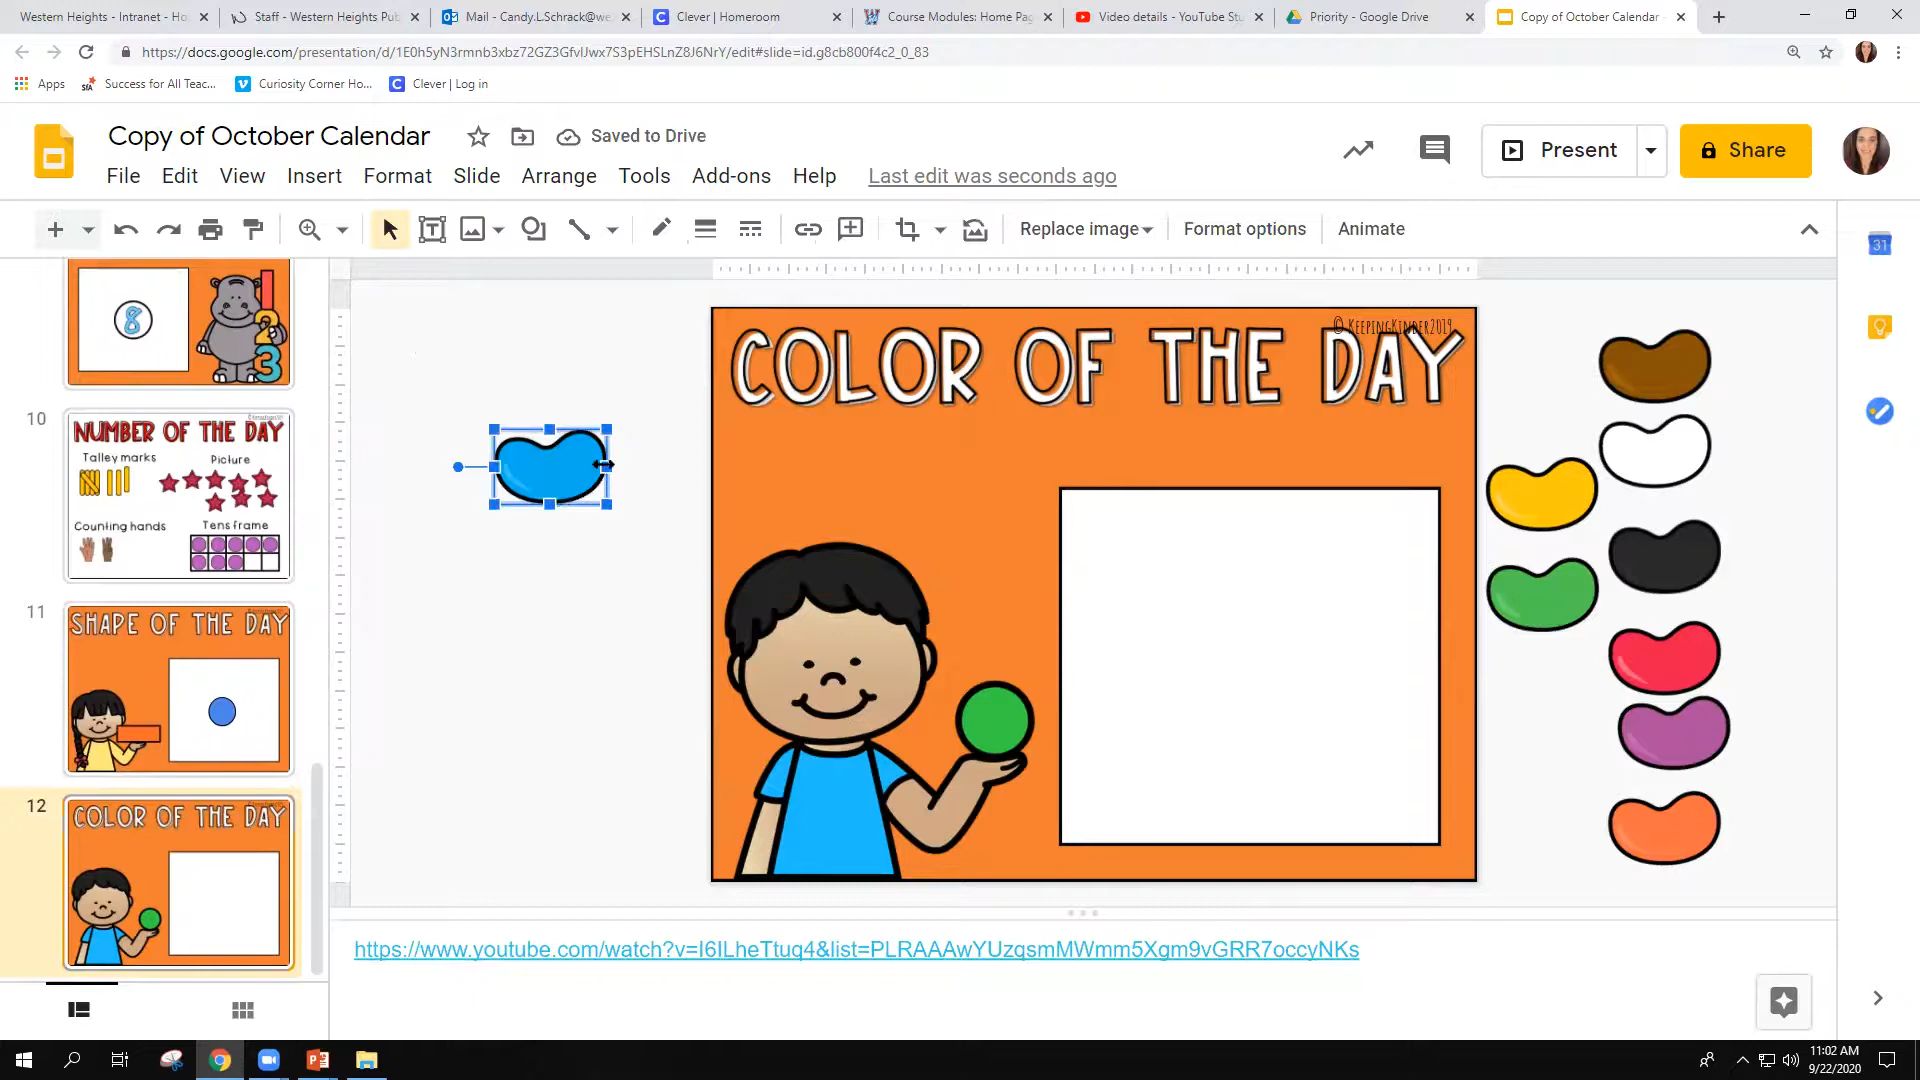 Western Heights - Intranet - Ho
Staff - Western Heights Pub
Mail - Candy.L.Schrack@we
Clever | Homeroom
Course Modules: Home Pag
Video details - YouTube Stu
Priority - Google Drive
Copy of October Calendar
https://docs.google.com/presentation/d/1E0h5yN3rmnb3xbz72GZ3GfvlJwx7S3pEHSLnZ8J6NrY/edit#slide=id.g8cb800f4c2_0_83
Apps
Success for All Teac...
Curiosity Corner Ho...
Clever | Log in
Copy of October Calendar
Saved to Drive
Present
Share
File Edit View Insert Format Slide Arrange Tools Add-ons Help
Last edit was seconds ago
Replace image
Format options
Animate
31
8
1
2
3
10
NUMBER OF THE DAY
Talley marks
Picture
Counting hands
Tens frame
11
SHAPE OF THE DAY
12
COLOR OF THE DAY
© KeepingKinder2019
COLOR OF THE DAY
https://www.youtube.com/watch?v=I6ILheTtuq4&list=PLRAAAwYUzqsmMWmm5Xgm9vGRR7occyNKs
11:02 AM
9/22/2020